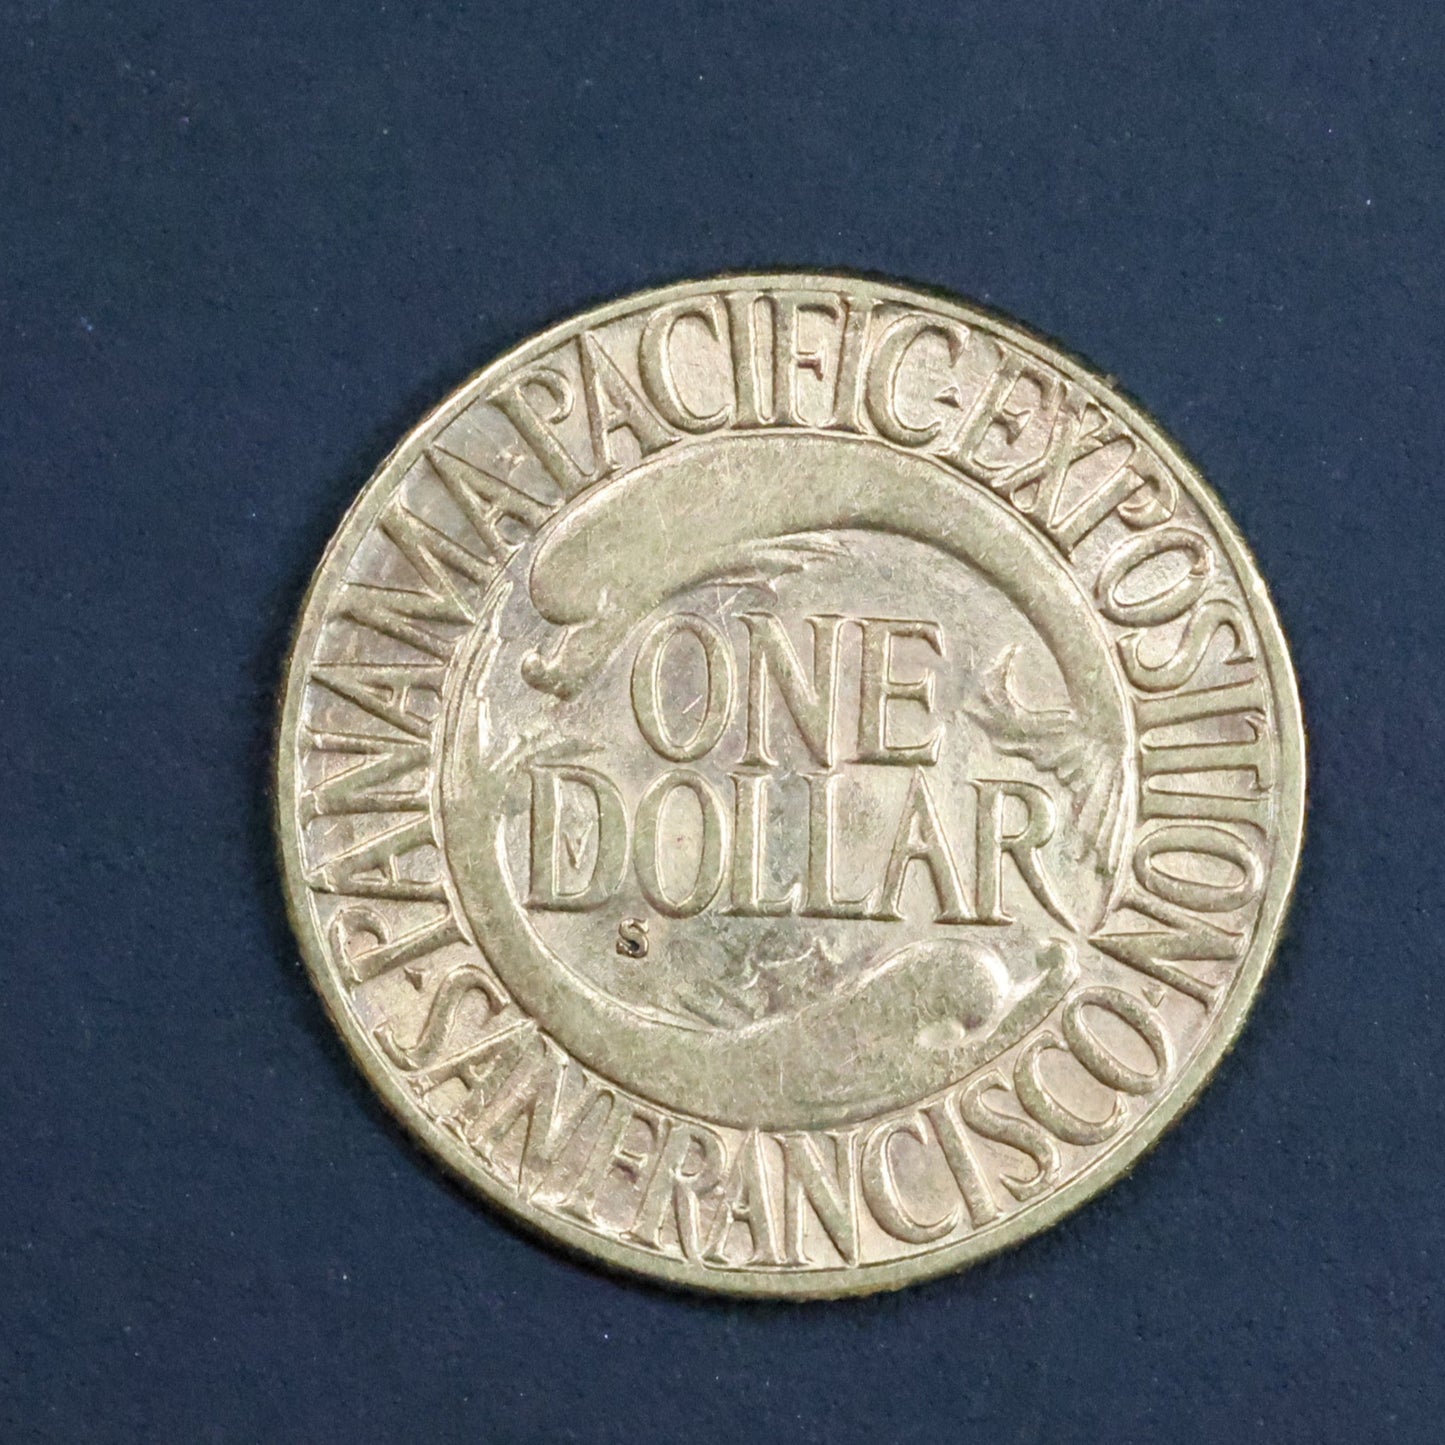 PANAMA-PACIFIC-EXPOSITION
SAN FRANCISCO
ONE
DOLLAR
S